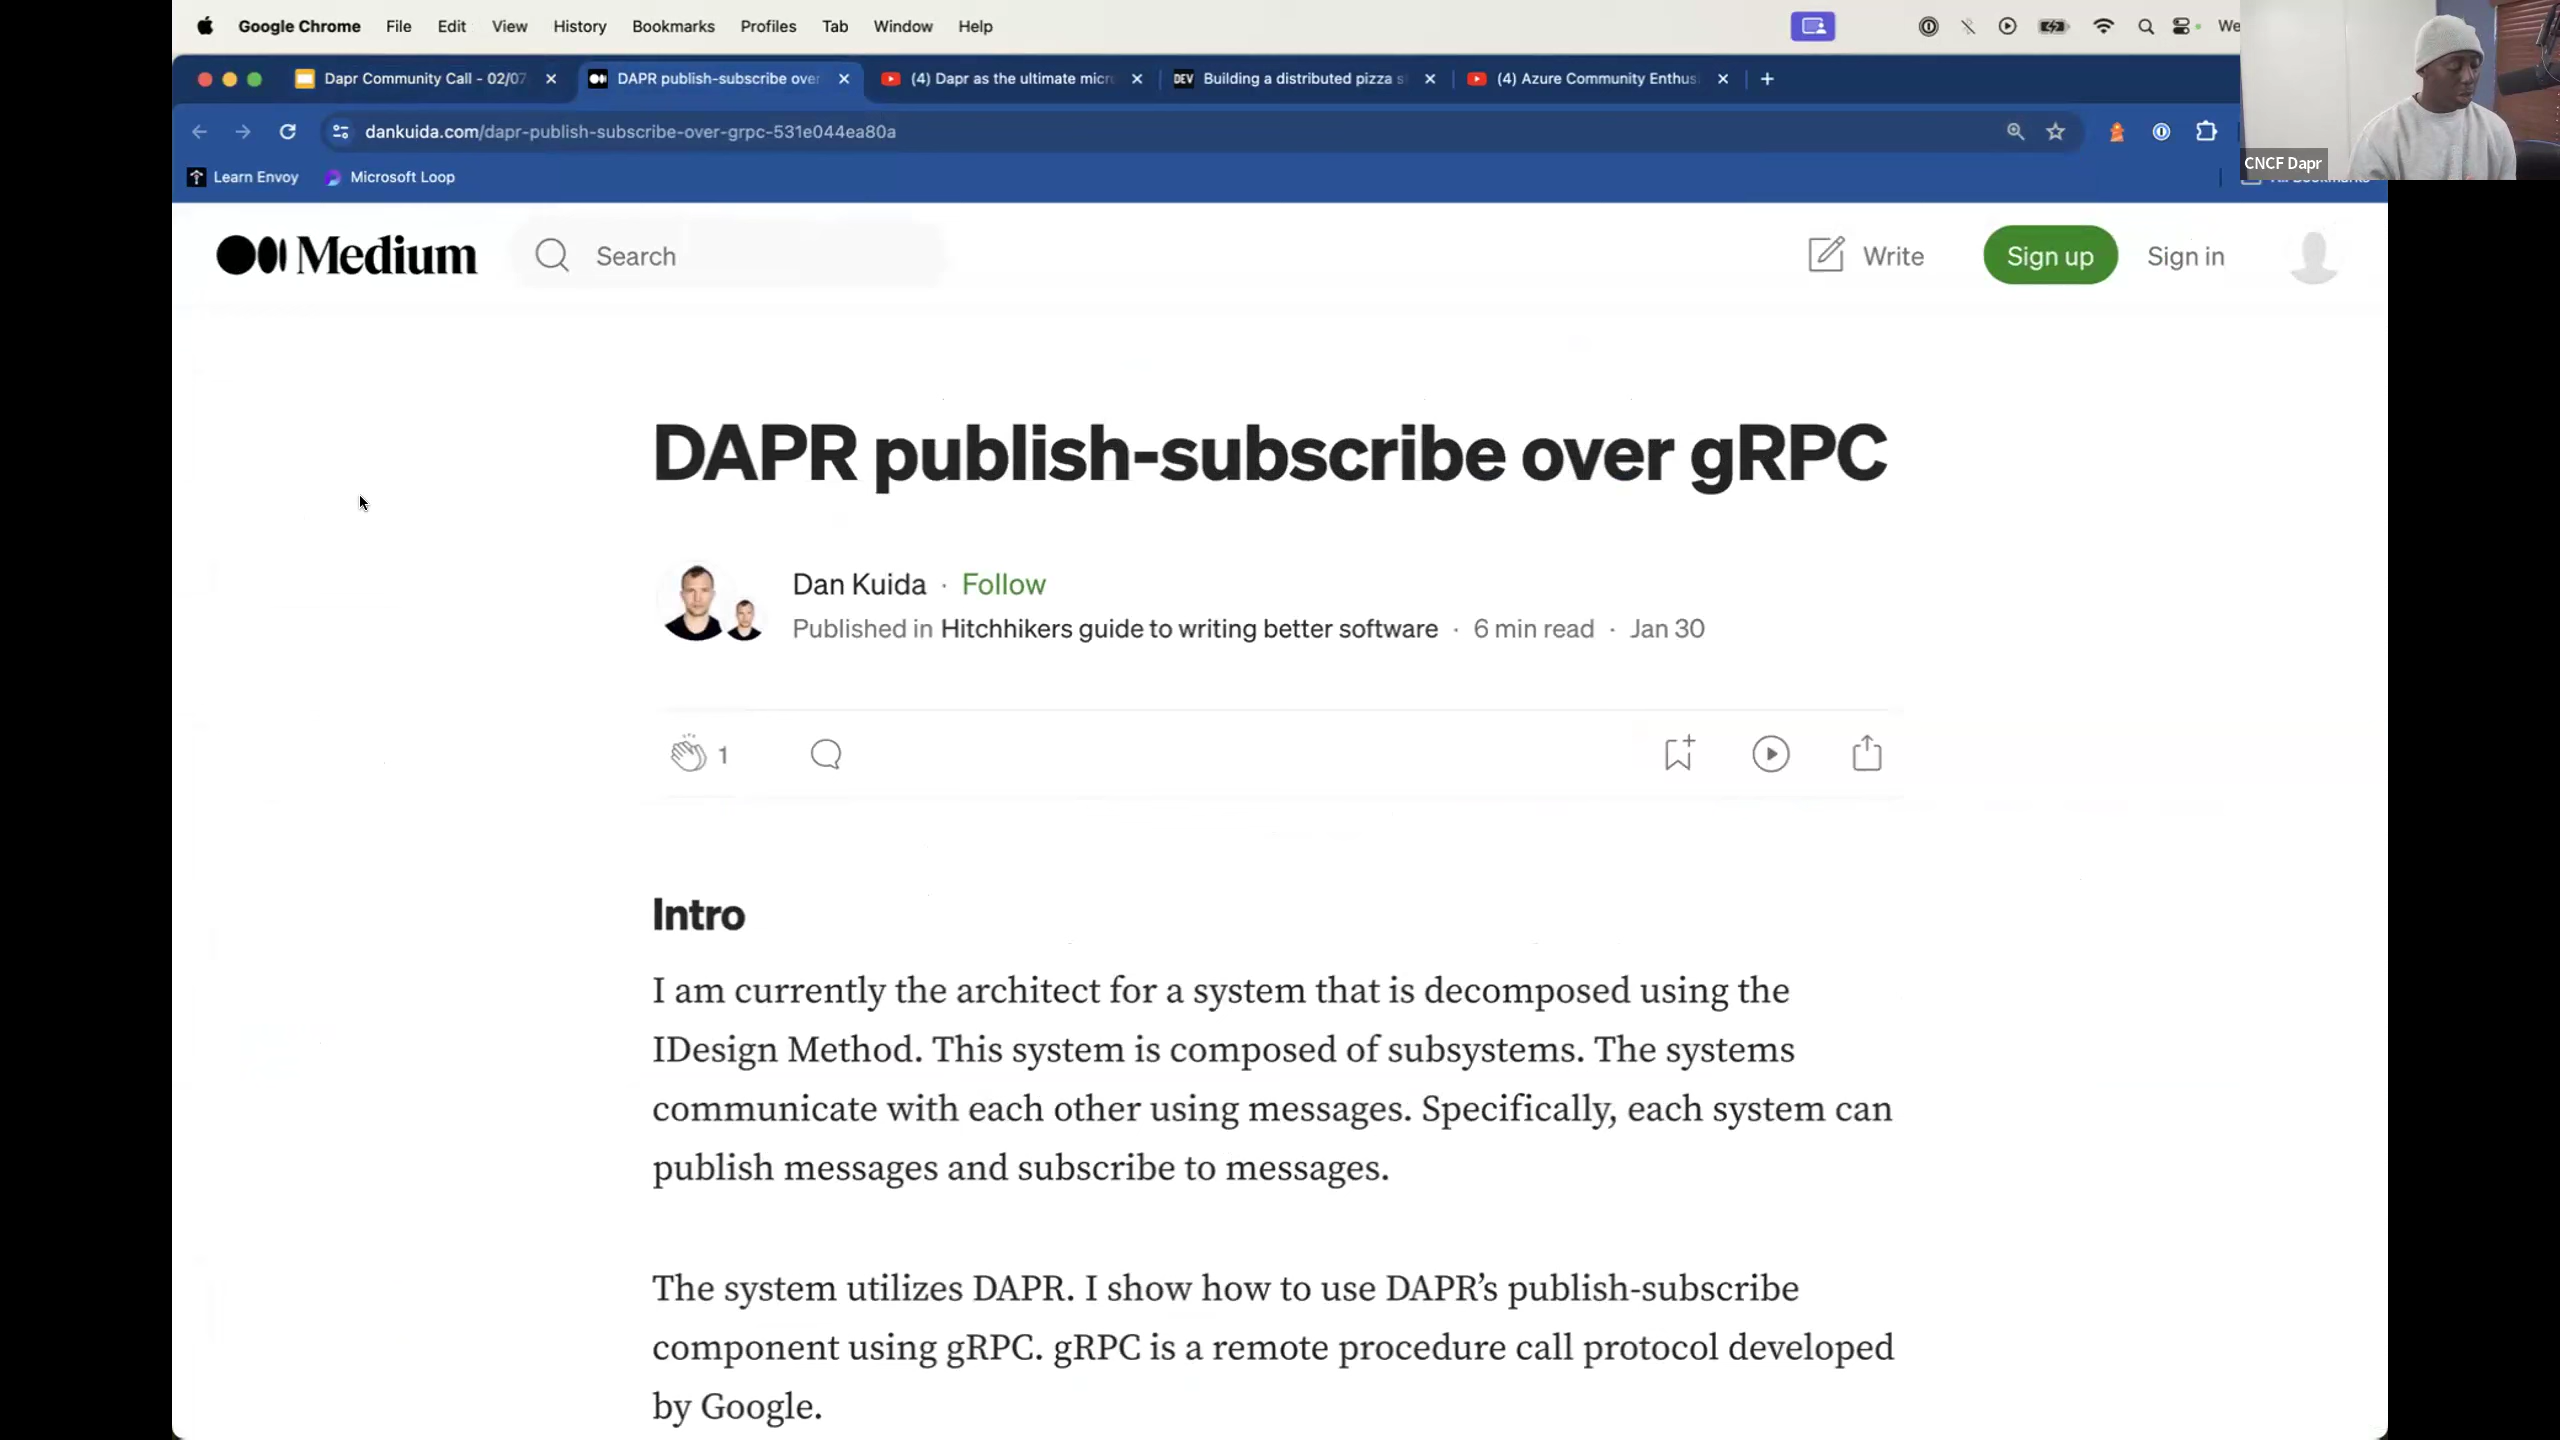 Google Chrome File Edit View History Bookmarks Profiles Tab Window Help We
Dapr Community Call - 02/07 DAPR publish-subscribe over (4) Dapr as the ultimate micr DEV Building a distributed pizza s (4) Azure Community Enthus
dankuida.com/dapr-publish-subscribe-over-grpc-531e044ea80a
CNCF Dapr
Learn Envoy Microsoft Loop
Medium Search Write Sign up Sign in
DAPR publish-subscribe over gRPC
Dan Kuida · Follow
Published in Hitchhikers guide to writing better software · 6 min read · Jan 30
1
Intro
I am currently the architect for a system that is decomposed using the
IDesign Method. This system is composed of subsystems. The systems
communicate with each other using messages. Specifically, each system can
publish messages and subscribe to messages.
The system utilizes DAPR. I show how to use DAPR’s publish-subscribe
component using gRPC. gRPC is a remote procedure call protocol developed
by Google.